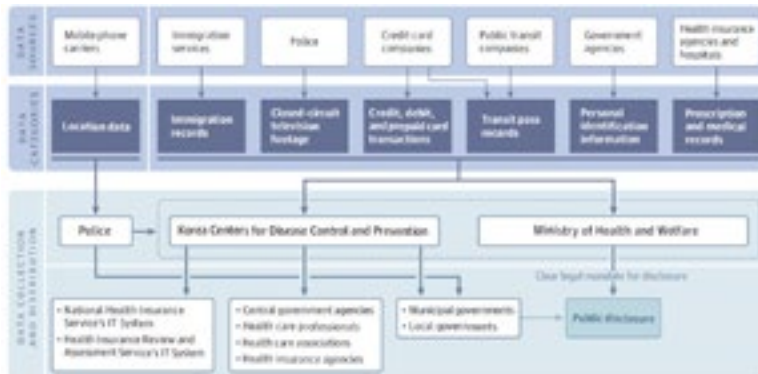 DATA SOURCES
Mobile phone
carriers
Immigration
services
Police
Credit card
companies
Public transit
companies
Government
agencies
Health insurance
agencies and
hospitals
DATA CATEGORIES
Location data
Immigration
records
Closed-circuit
television
footage
Credit, debit,
and prepaid card
transactions
Transit pass
records
Personal
identification
information
Prescription
and medical
records
DATA COLLECTION
AND DISTRIBUTION
Police
Korea Centers for Disease Control and Prevention
Ministry of Health and Welfare
Clear legal mandate for disclosure
• National Health Insurance
Service's IT System
• Health Insurance Review and
Assessment Service's IT System
• Central government agencies
• Health care professionals
• Health care associations
• Health insurance agencies
• Municipal governments
• Local governments
Public disclosure